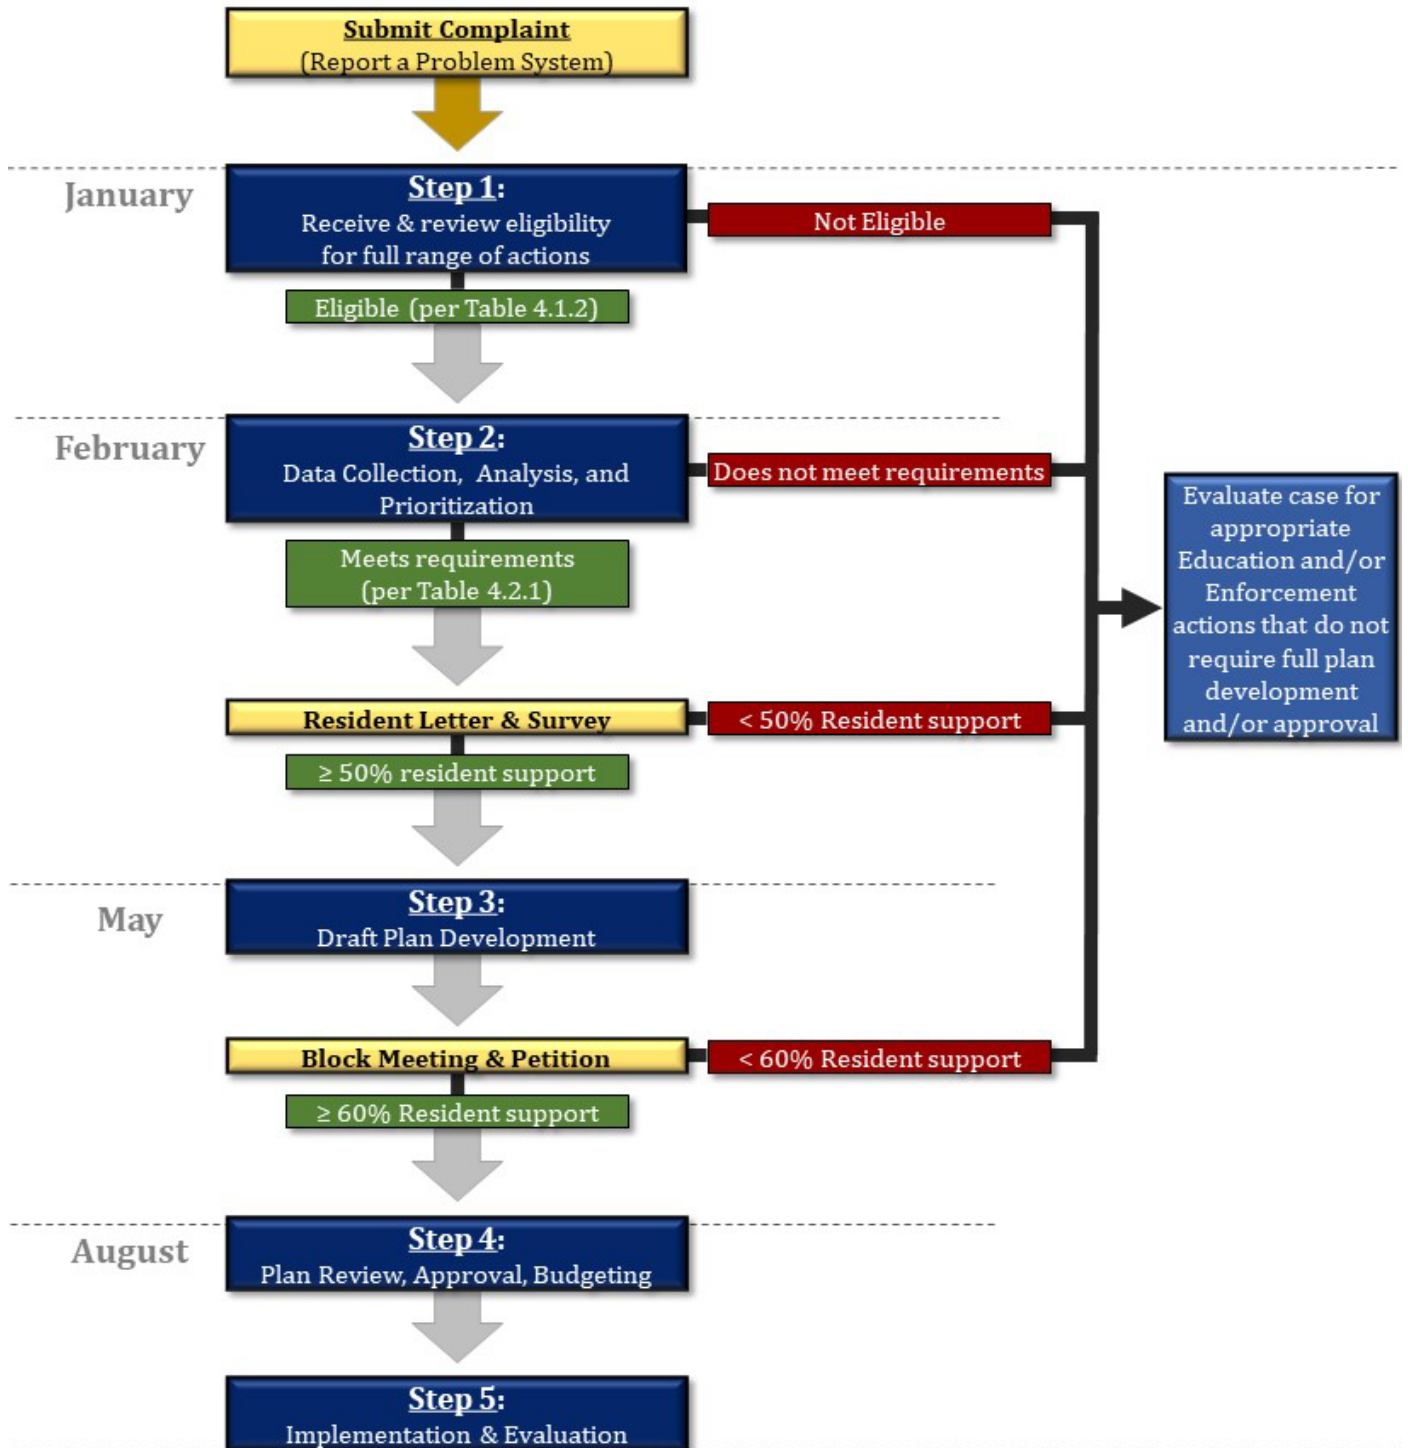 Submit Complaint
(Report a Problem System)
January
Step 1:
Receive & review eligibility
for full range of actions
Not Eligible
Eligible (per Table 4.1.2)
February
Step 2:
Data Collection, Analysis, and
Prioritization
Does not meet requirements
Meets requirements
(per Table 4.2.1)
Evaluate case for
appropriate
Education and/or
Enforcement
actions that do not
require full plan
development
and/or approval
Resident Letter & Survey
< 50% Resident support
≥ 50% resident support
May
Step 3:
Draft Plan Development
Block Meeting & Petition
< 60% Resident support
≥ 60% Resident support
August
Step 4:
Plan Review, Approval, Budgeting
Step 5:
Implementation & Evaluation